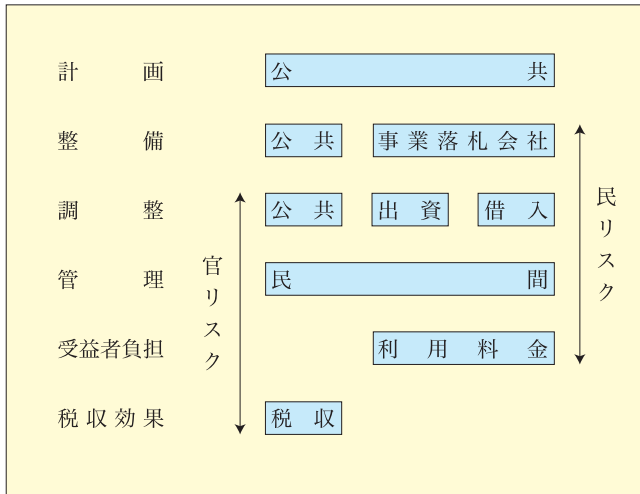 計画 公共
整備 公共 事業落札会社
調整 公共 出資 借入
管理 民間
受益者負担 利用料金
税収効果 税収
官リスク
民リスク